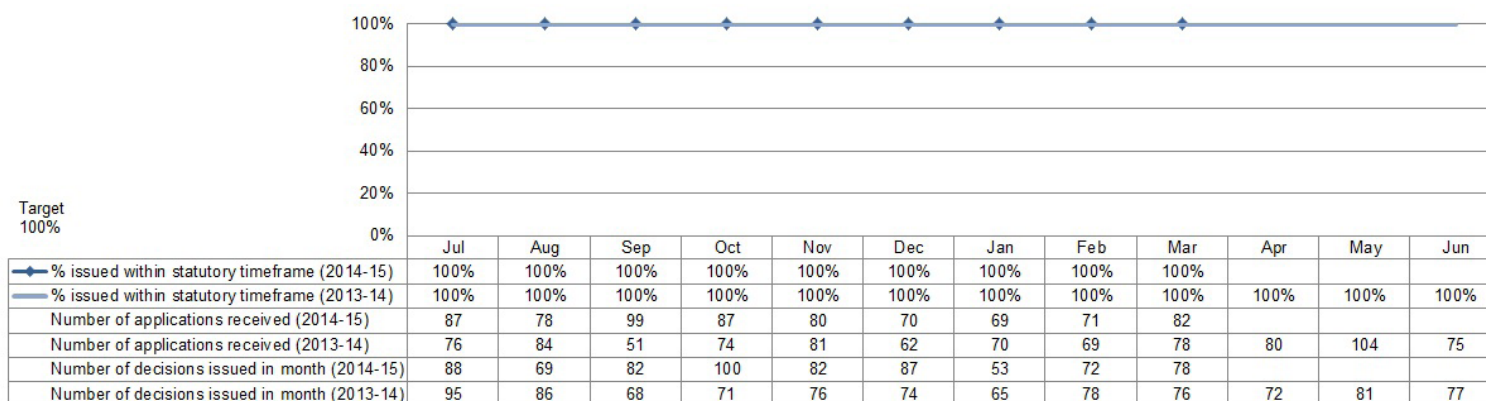 100%
80%
60%
40%
20%
0%
Target
100%
Jul Aug Sep Oct Nov Dec Jan Feb Mar Apr May Jun
% issued within statutory timeframe (2014-15) 100% 100% 100% 100% 100% 100% 100% 100% 100%
% issued within statutory timeframe (2013-14) 100% 100% 100% 100% 100% 100% 100% 100% 100% 100% 100% 100%
Number of applications received (2014-15) 87 78 99 87 80 70 69 71 82
Number of applications received (2013-14) 76 84 51 74 81 62 70 69 78 80 104 75
Number of decisions issued in month (2014-15) 88 69 82 100 82 87 53 72 78
Number of decisions issued in month (2013-14) 95 86 68 71 76 74 65 78 76 72 81 77